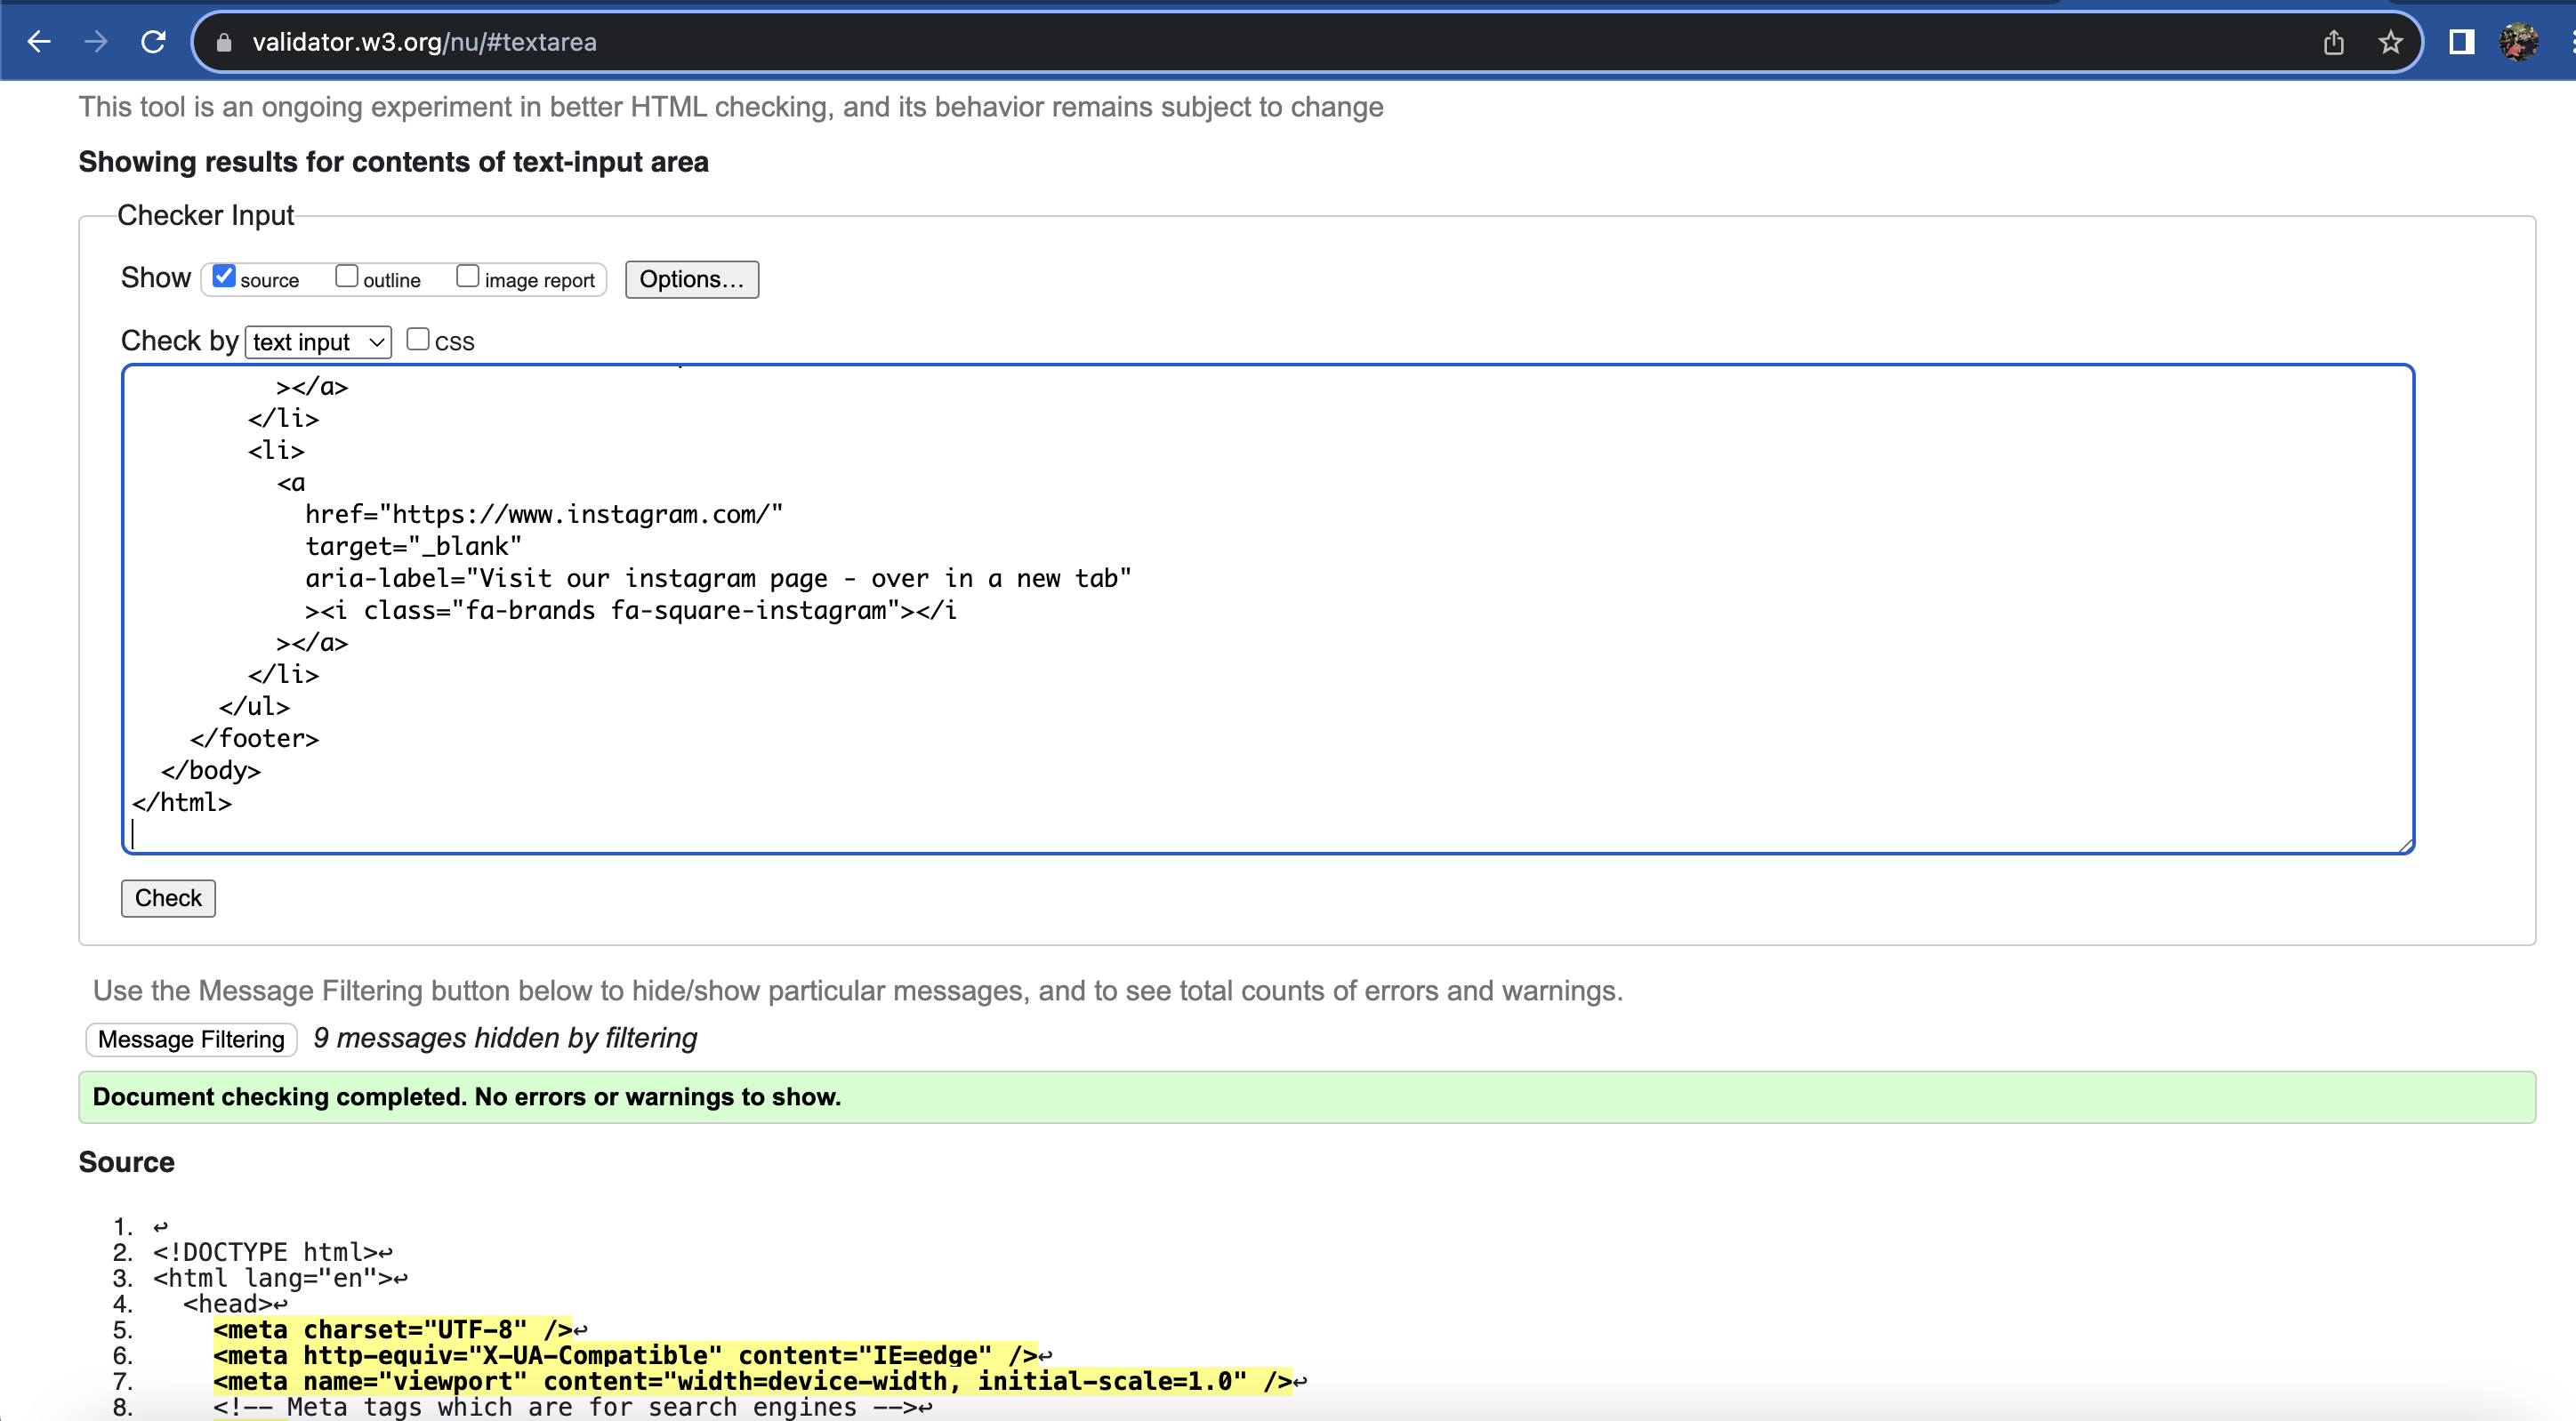 validator.w3.org/nu/#textarea
This tool is an ongoing experiment in better HTML checking, and its behavior remains subject to change
Showing results for contents of text-input area
Checker Input
Show source outline image report Options...
Check by text input css
></a>
</li>
<li>
<a
href="https://www.instagram.com/"
target="_blank"
aria-label="Visit our instagram page - over in a new tab"
><i class="fa-brands fa-square-instagram"></i
></a>
</li>
</ul>
</footer>
</body>
</html>
Check
Use the Message Filtering button below to hide/show particular messages, and to see total counts of errors and warnings.
Message Filtering 9 messages hidden by filtering
Document checking completed. No errors or warnings to show.
Source
1. ↩
2. <!DOCTYPE html>↩
3. <html lang="en">↩
4. <head>↩
5. <meta charset="UTF-8" />↩
6. <meta http-equiv="X-UA-Compatible" content="IE=edge" />↩
7. <meta name="viewport" content="width=device-width, initial-scale=1.0" />↩
8. <!-- Meta tags which are for search engines -->↩